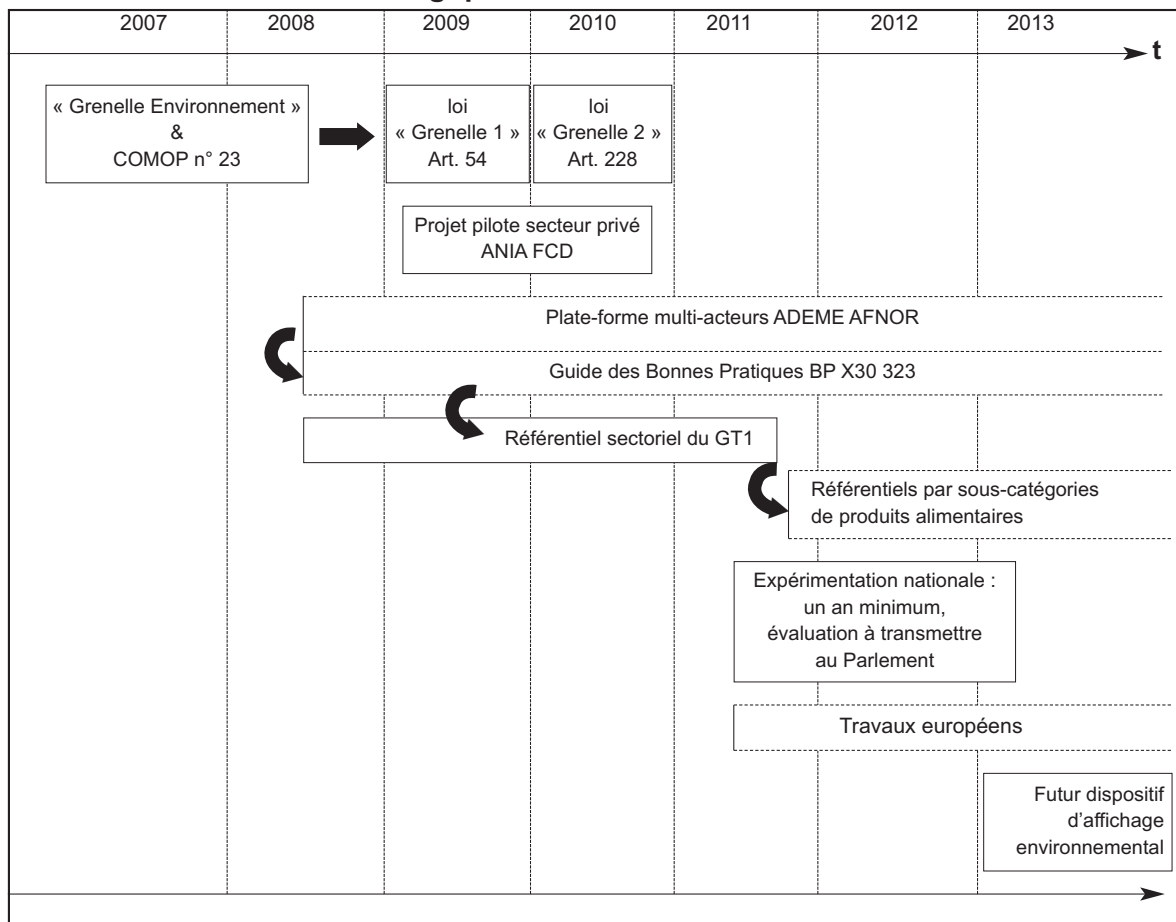 2007 2008 2009 2010 2011 2012 2013
t
« Grenelle Environnement »
&
COMOP n° 23
loi
« Grenelle 1 »
Art. 54
loi
« Grenelle 2 »
Art. 228
Projet pilote secteur privé
ANIA FCD
Plate-forme multi-acteurs ADEME AFNOR
Guide des Bonnes Pratiques BP X30 323
Référentiel sectoriel du GT1
Référentiels par sous-catégories
de produits alimentaires
Expérimentation nationale :
un an minimum,
évaluation à transmettre
au Parlement
Travaux européens
Futur dispositif
d’affichage
environnemental